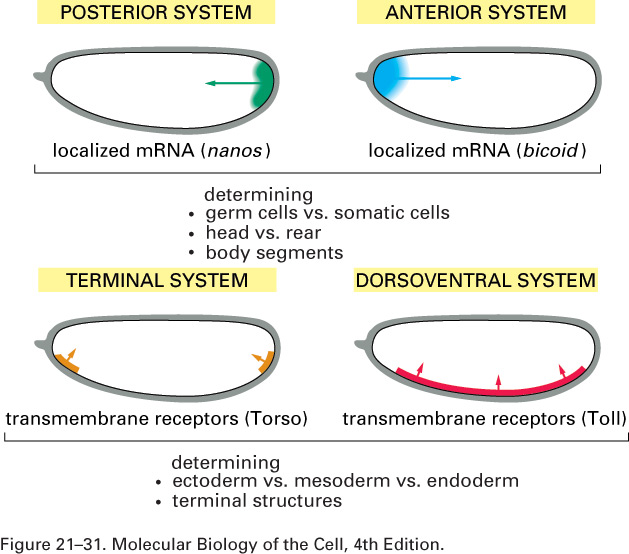 POSTERIOR SYSTEM
ANTERIOR SYSTEM
localized mRNA (nanos)
localized mRNA (bicoid)
determining
• germ cells vs. somatic cells
• head vs. rear
• body segments
TERMINAL SYSTEM
DORSOVENTRAL SYSTEM
transmembrane receptors (Torso)
transmembrane receptors (Toll)
determining
• ectoderm vs. mesoderm vs. endoderm
• terminal structures
Figure 21–31. Molecular Biology of the Cell, 4th Edition.